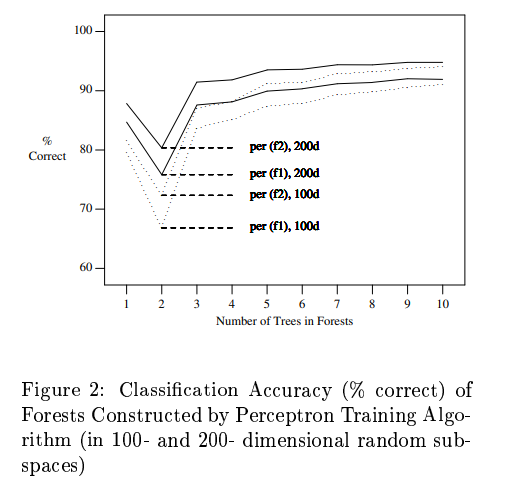 100
90
%
Correct
80
70
60
per (f2), 200d
per (f1), 200d
per (f2), 100d
per (f1), 100d
1 2 3 4 5 6 7 8 9 10
Number of Trees in Forests
Figure 2: Classification Accuracy (% correct) of
Forests Constructed by Perceptron Training Algo-
rithm (in 100- and 200- dimensional random sub-
spaces)